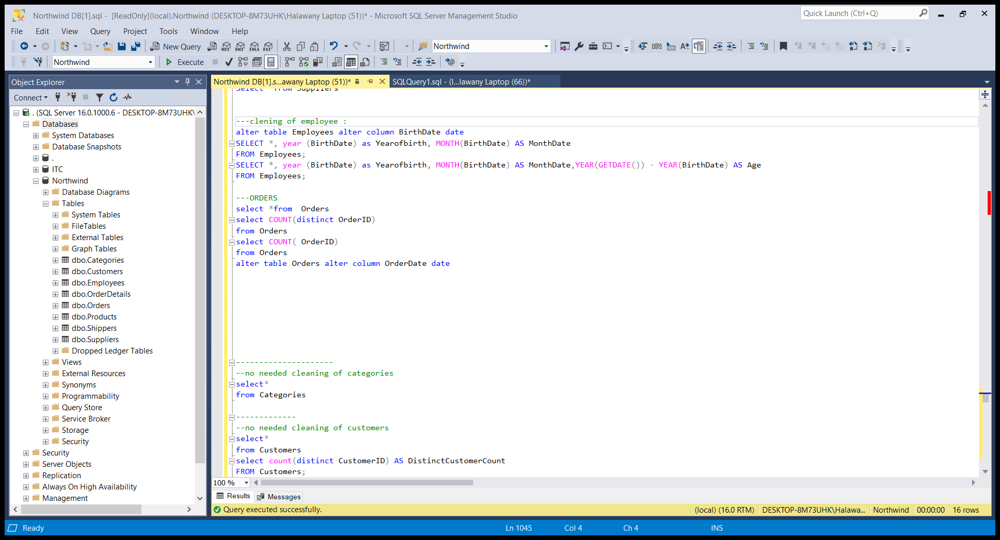 Northwind DB[1].sql - [ReadOnly](local).Northwind (DESKTOP-8M73UHK\Halawany Laptop (51))* - Microsoft SQL Server Management Studio
Quick Launch (Ctrl+Q)
File Edit View Query Project Tools Window Help
New Query MDX DMX XMLA DAX Northwind
Northwind Execute
Object Explorer
Northwind DB[1].s...awany Laptop (51))* SQLQuery1.sql - (l...lawany Laptop (66))*
Connect
. (SQL Server 16.0.1000.6 - DESKTOP-8M73UHK\
Databases
System Databases
Database Snapshots
.
ITC
Northwind
Database Diagrams
Tables
System Tables
FileTables
External Tables
Graph Tables
dbo.Categories
dbo.Customers
dbo.Employees
dbo.OrderDetails
dbo.Orders
dbo.Products
dbo.Shippers
dbo.Suppliers
Dropped Ledger Tables
Views
External Resources
Synonyms
Programmability
Query Store
Service Broker
Storage
Security
Security
Server Objects
Replication
Always On High Availability
Management
Select *from Suppliers
---clening of employee :
alter table Employees alter column BirthDate date
SELECT *, year (BirthDate) as Yearofbirth, MONTH(BirthDate) AS MonthDate
FROM Employees;
SELECT *, year (BirthDate) as Yearofbirth, MONTH(BirthDate) AS MonthDate,YEAR(GETDATE()) - YEAR(BirthDate) AS Age
FROM Employees;
---ORDERS
select *from  Orders
select COUNT(distinct OrderID)
from Orders
select COUNT( OrderID)
from Orders
alter table Orders alter column OrderDate date
---------------------
--no needed cleaning of categories
select*
from Categories
-------------
--no needed cleaning of customers
select*
from Customers
select count(distinct CustomerID) AS DistinctCustomerCount
FROM Customers;
100 %
Results Messages
Query executed successfully. (local) (16.0 RTM) DESKTOP-8M73UHK\Halawa... Northwind 00:00:00 16 rows
Ready Ln 1045 Col 4 Ch 4 INS